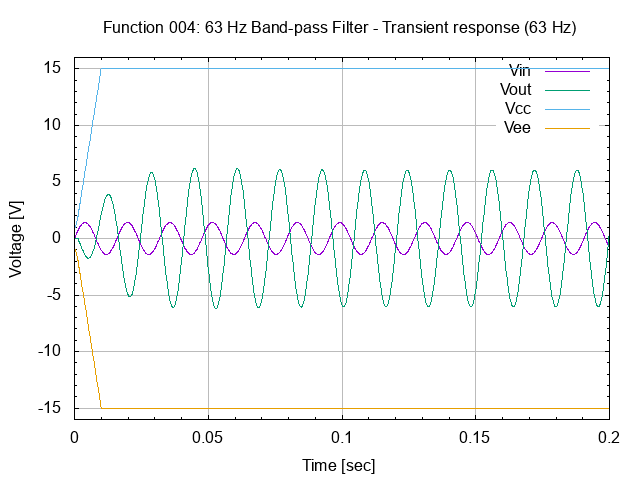 Function 004: 63 Hz Band-pass Filter - Transient response (63 Hz)
Vin
Vout
Vcc
Vee
15
10
5
0
-5
-10
-15
Voltage [V]
0 0.05 0.1 0.15 0.2
Time [sec]